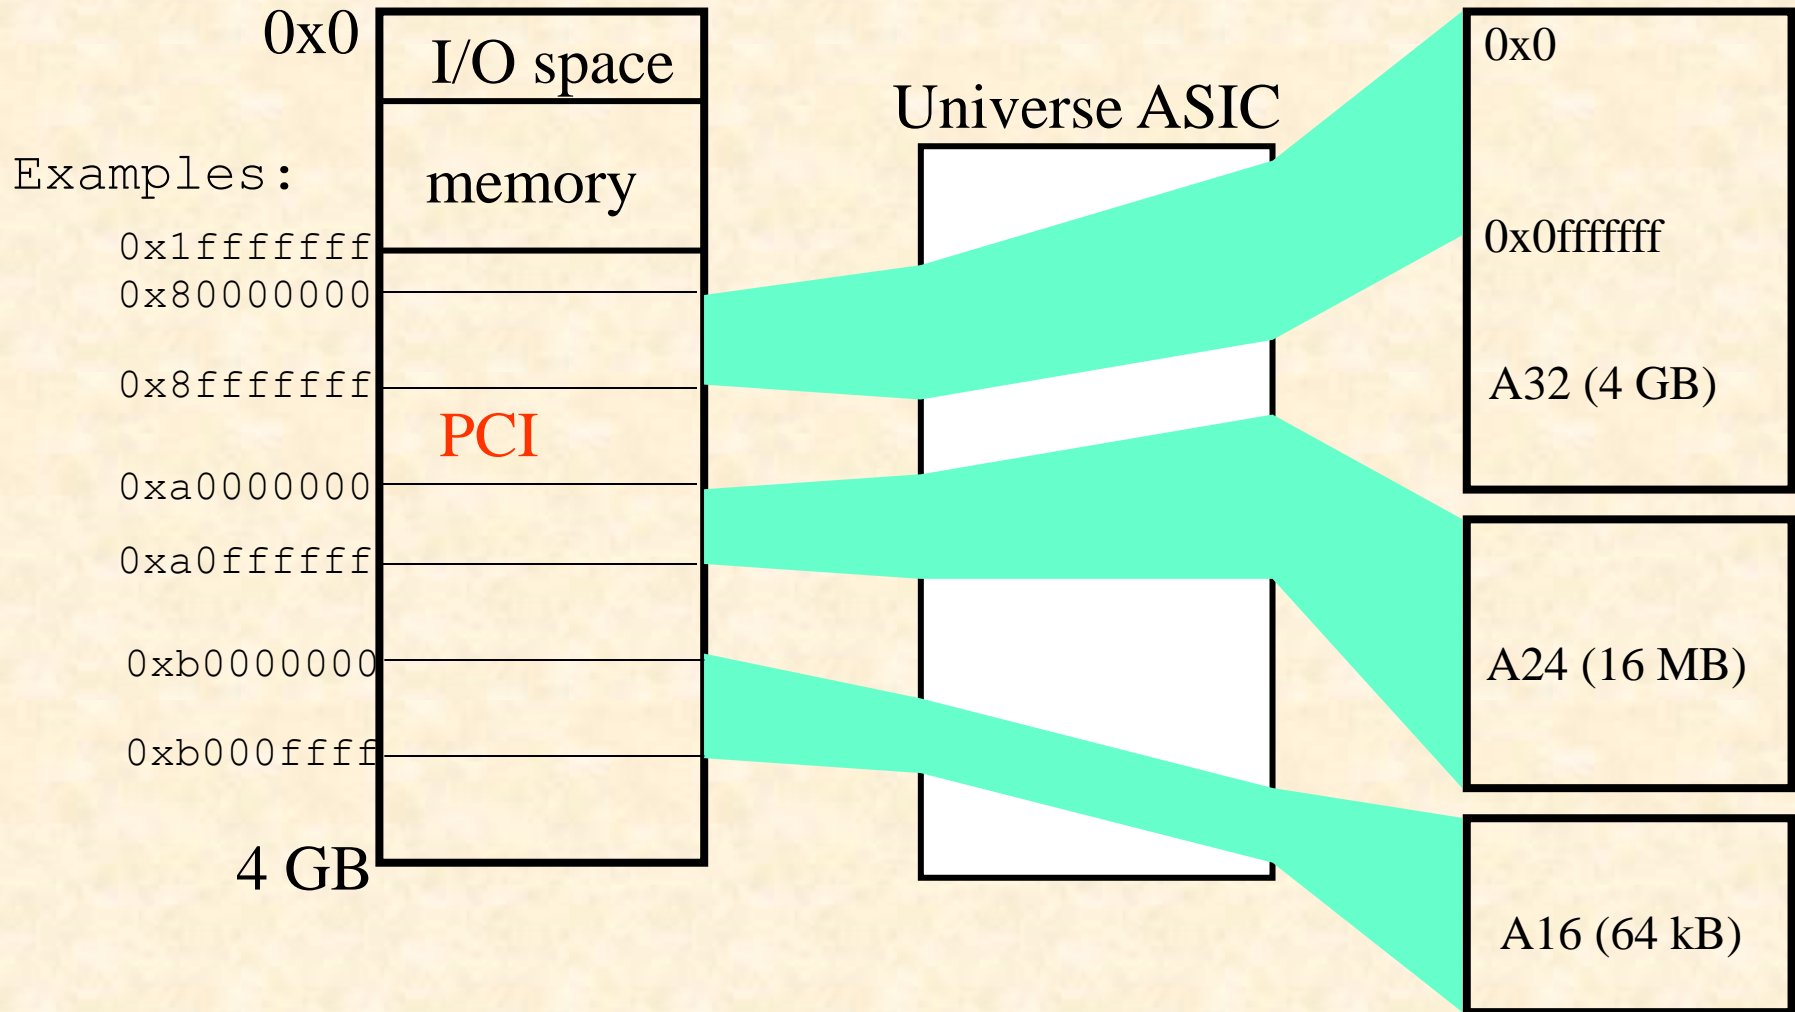 0x0
I/O space
Examples:
memory
0x1fffffff
0x80000000
0x8fffffff
PCI
0xa0000000
0xa0ffffff
0xb0000000
0xb000ffff
4 GB
Universe ASIC
0x0
0x0fffffff
A32 (4 GB)
A24 (16 MB)
A16 (64 kB)